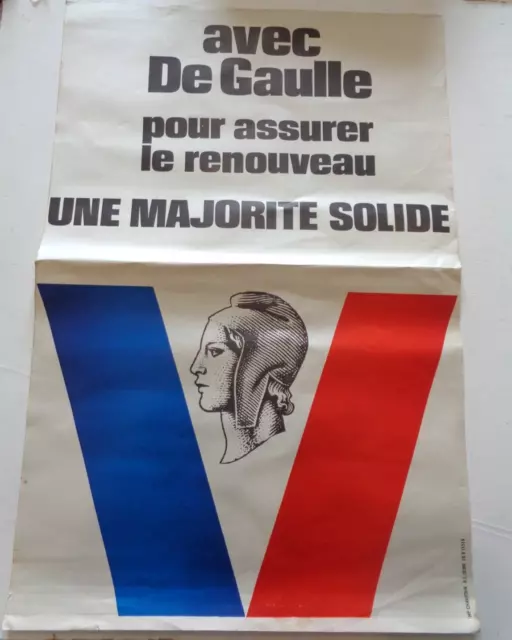 avec
De Gaulle
pour assurer
le renouveau
UNE MAJORITE SOLIDE